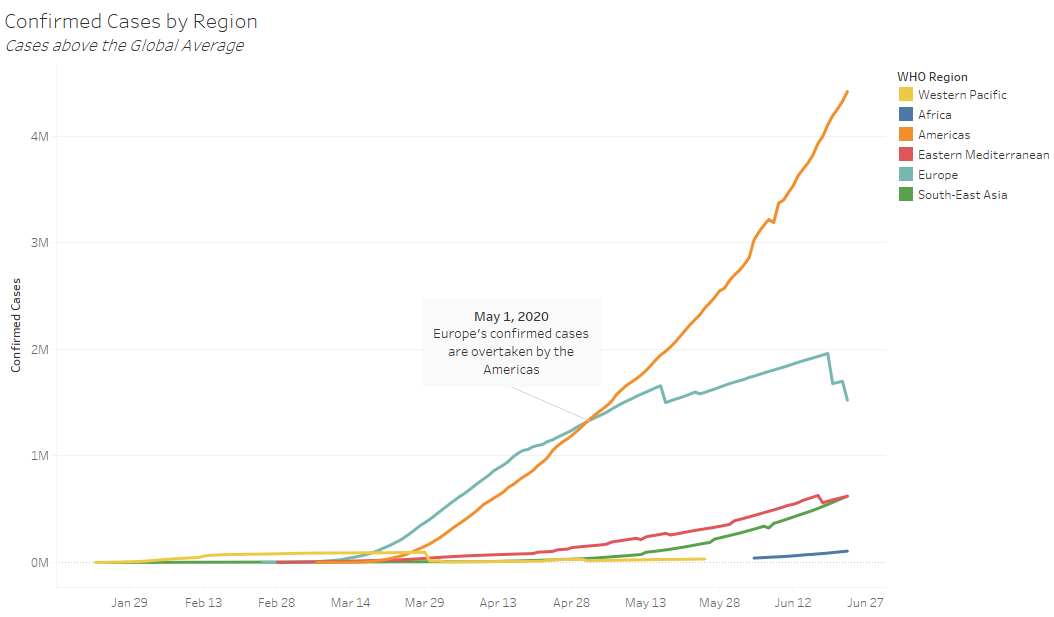 Confirmed Cases by Region
Cases above the Global Average
WHO Region
Western Pacific
Africa
Americas
Eastern Mediterranean
Europe
South-East Asia
Confirmed Cases
4M
3M
2M
1M
0M
May 1, 2020
Europe's confirmed cases
are overtaken by the
Americas
Jan 29
Feb 13
Feb 28
Mar 14
Mar 29
Apr 13
Apr 28
May 13
May 28
Jun 12
Jun 27